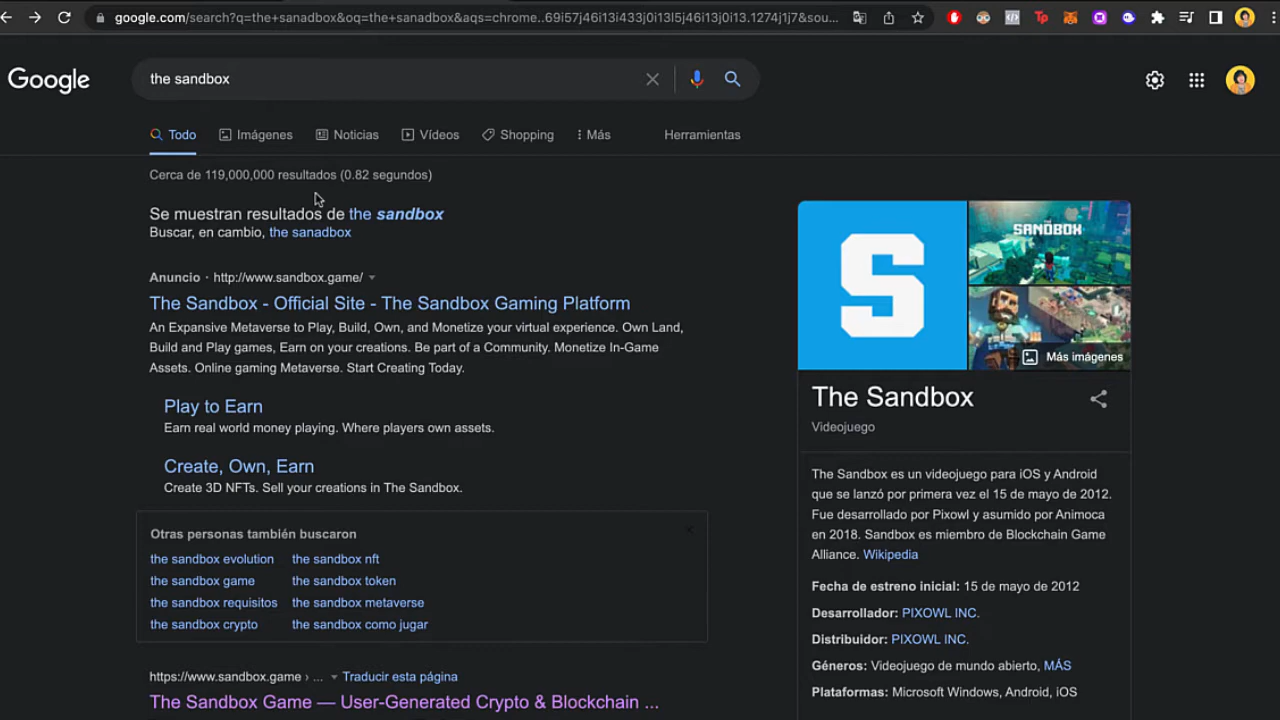 google.com/search?q=the+sanadbox&oq=the+sanadbox&aqs=chrome..69i57j46i13i433j0i13l5j46i13j0i13.1274j1j7&sou...
Google
the sandbox
Todo
Imágenes
Noticias
Vídeos
Shopping
Más
Herramientas
Cerca de 119,000,000 resultados (0.82 segundos)
Se muestran resultados de the sandbox
Buscar, en cambio, the sanadbox
Anuncio · http://www.sandbox.game/
The Sandbox - Official Site - The Sandbox Gaming Platform
An Expansive Metaverse to Play, Build, Own, and Monetize your virtual experience. Own Land,
Build and Play games, Earn on your creations. Be part of a Community. Monetize In-Game
Assets. Online gaming Metaverse. Start Creating Today.
Play to Earn
Earn real world money playing. Where players own assets.
Create, Own, Earn
Create 3D NFTs. Sell your creations in The Sandbox.
Otras personas también buscaron
the sandbox evolution
the sandbox nft
the sandbox game
the sandbox token
the sandbox requisitos
the sandbox metaverse
the sandbox crypto
the sandbox como jugar
https://www.sandbox.game › ...
Traducir esta página
The Sandbox Game — User-Generated Crypto & Blockchain ...
S
THE
SANDBOX
Más imágenes
The Sandbox
Videojuego
The Sandbox es un videojuego para iOS y Android
que se lanzó por primera vez el 15 de mayo de 2012.
Fue desarrollado por Pixowl y asumido por Animoca
en 2018. Sandbox es miembro de Blockchain Game
Alliance. Wikipedia
Fecha de estreno inicial: 15 de mayo de 2012
Desarrollador: PIXOWL INC.
Distribuidor: PIXOWL INC.
Géneros: Videojuego de mundo abierto, MÁS
Plataformas: Microsoft Windows, Android, iOS